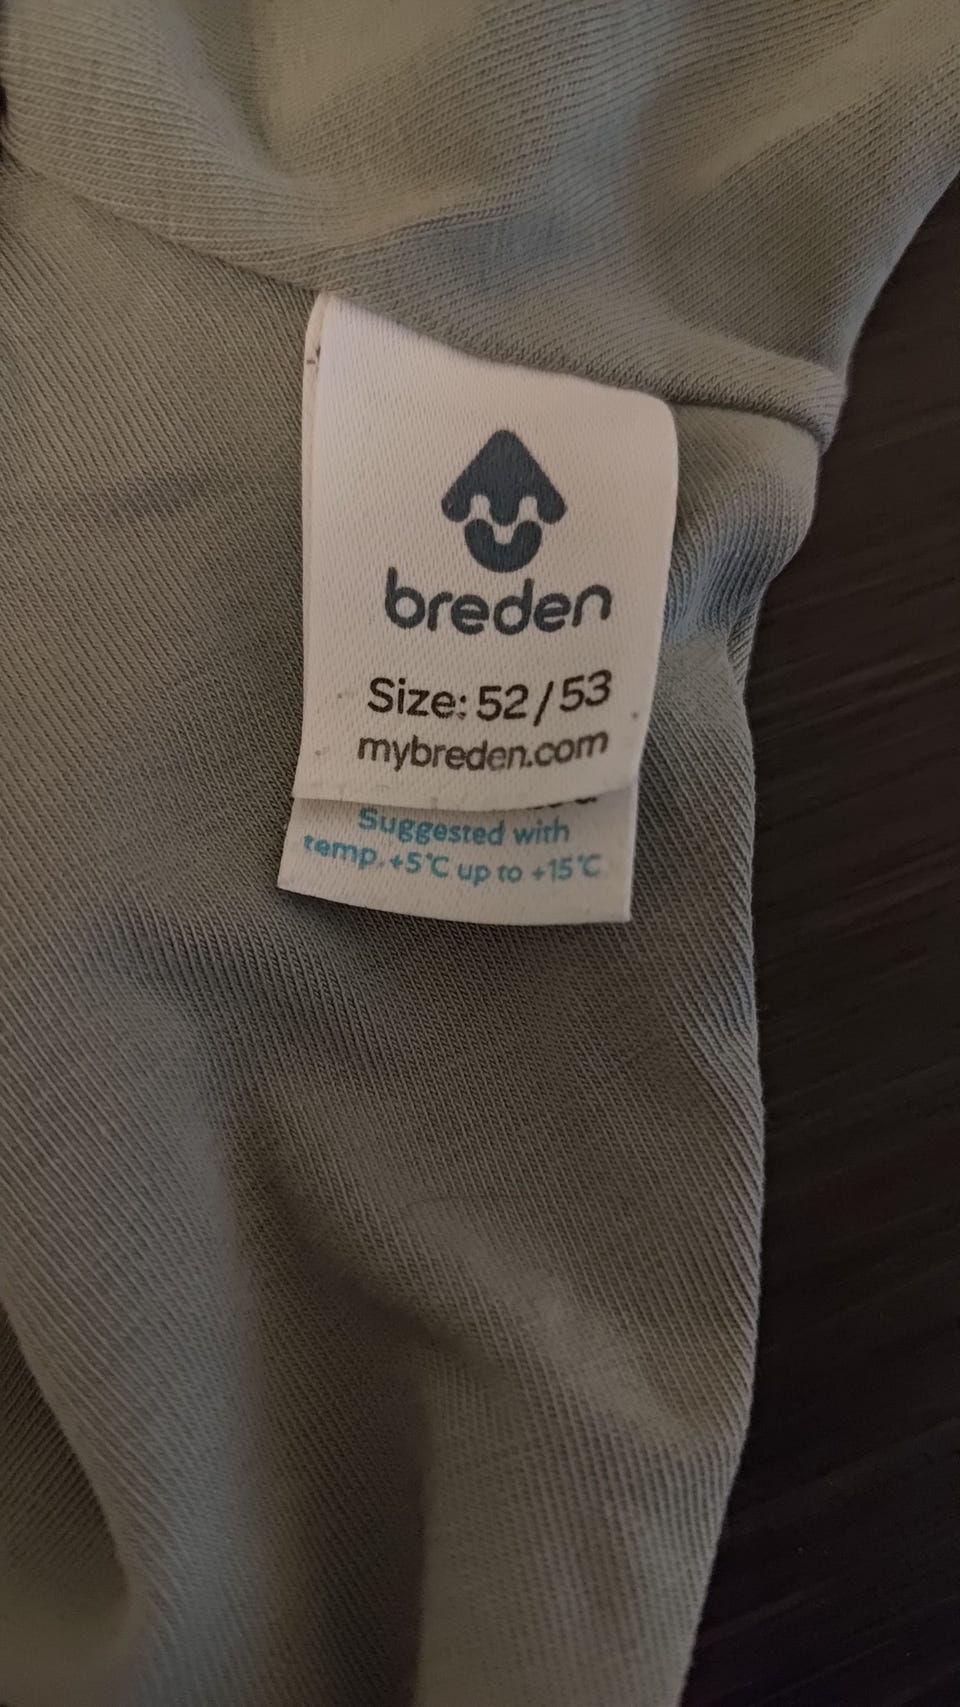 breden
Size: 52/53
mybreden.com
Suggested with
temp. +5°C up to +15°C